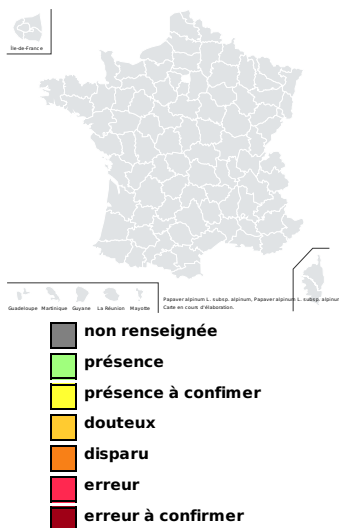 Île-de-France
Guadeloupe Martinique Guyane La Réunion Mayotte
Papaver alpinum L. subsp. alpinum, Papaver alpinum L. subsp. alpinum
Carte en cours d'élaboration.
non renseignée
présence
présence à confimer
douteux
disparu
erreur
erreur à confirmer